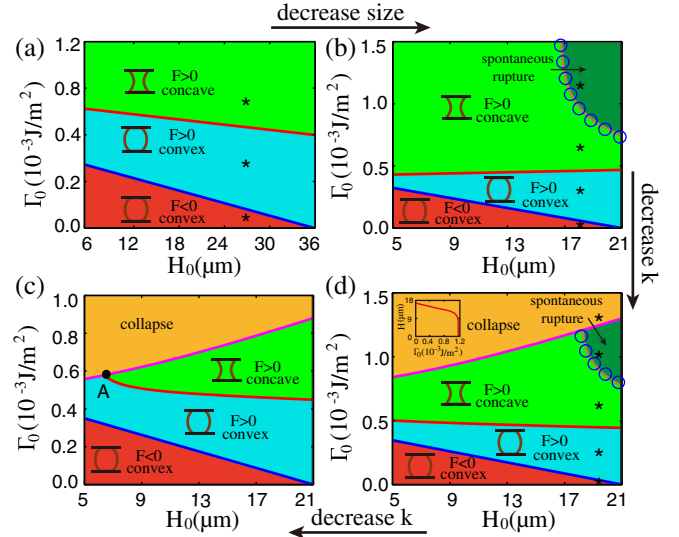 decrease size
(a)
1.2
0.8
0.4
0.2
0.0
Γ₀(10⁻³J/m²)
F>0
concave
F>0
convex
F<0
convex
6 12 18 24 30 36
H₀(μm)
(b)
1.5
1.0
0.5
0.0
Γ₀(10⁻³J/m²)
spontaneous
rupture
F>0
concave
F>0
convex
F<0
convex
5 9 13 17 21
H₀(μm)
decrease k
(c)
1.0
0.8
0.6
0.4
0.2
0.0
Γ₀(10⁻³J/m²)
collapse
A
F>0
concave
F>0
convex
F<0
convex
5 9 13 17 21
H₀(μm)
(d)
1.5
1.0
0.5
0.0
Γ₀(10⁻³J/m²)
18
9
0
H(μm)
0 0.4 0.8 1.2
Γ₀(10⁻³J/m²)
collapse
spontaneous
rupture
F>0
concave
F>0
convex
F<0
convex
5 9 13 17 21
H₀(μm)
decrease k